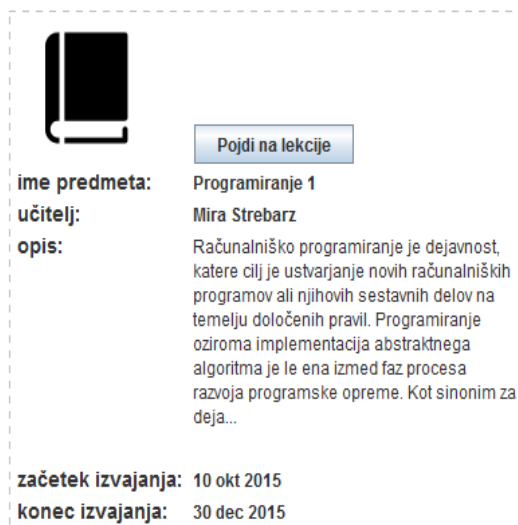 Pojdi na lekcije
ime predmeta: Programiranje 1
učitelj: Mira Strebarz
opis: Računalniško programiranje je dejavnost,
katere cilj je ustvarjanje novih računalniških
programov ali njihovih sestavnih delov na
temelju določenih pravil. Programiranje
oziroma implementacija abstraktnega
algoritma je le ena izmed faz procesa
razvoja programske opreme. Kot sinonim za
deja...
začetek izvajanja: 10 okt 2015
konec izvajanja: 30 dec 2015